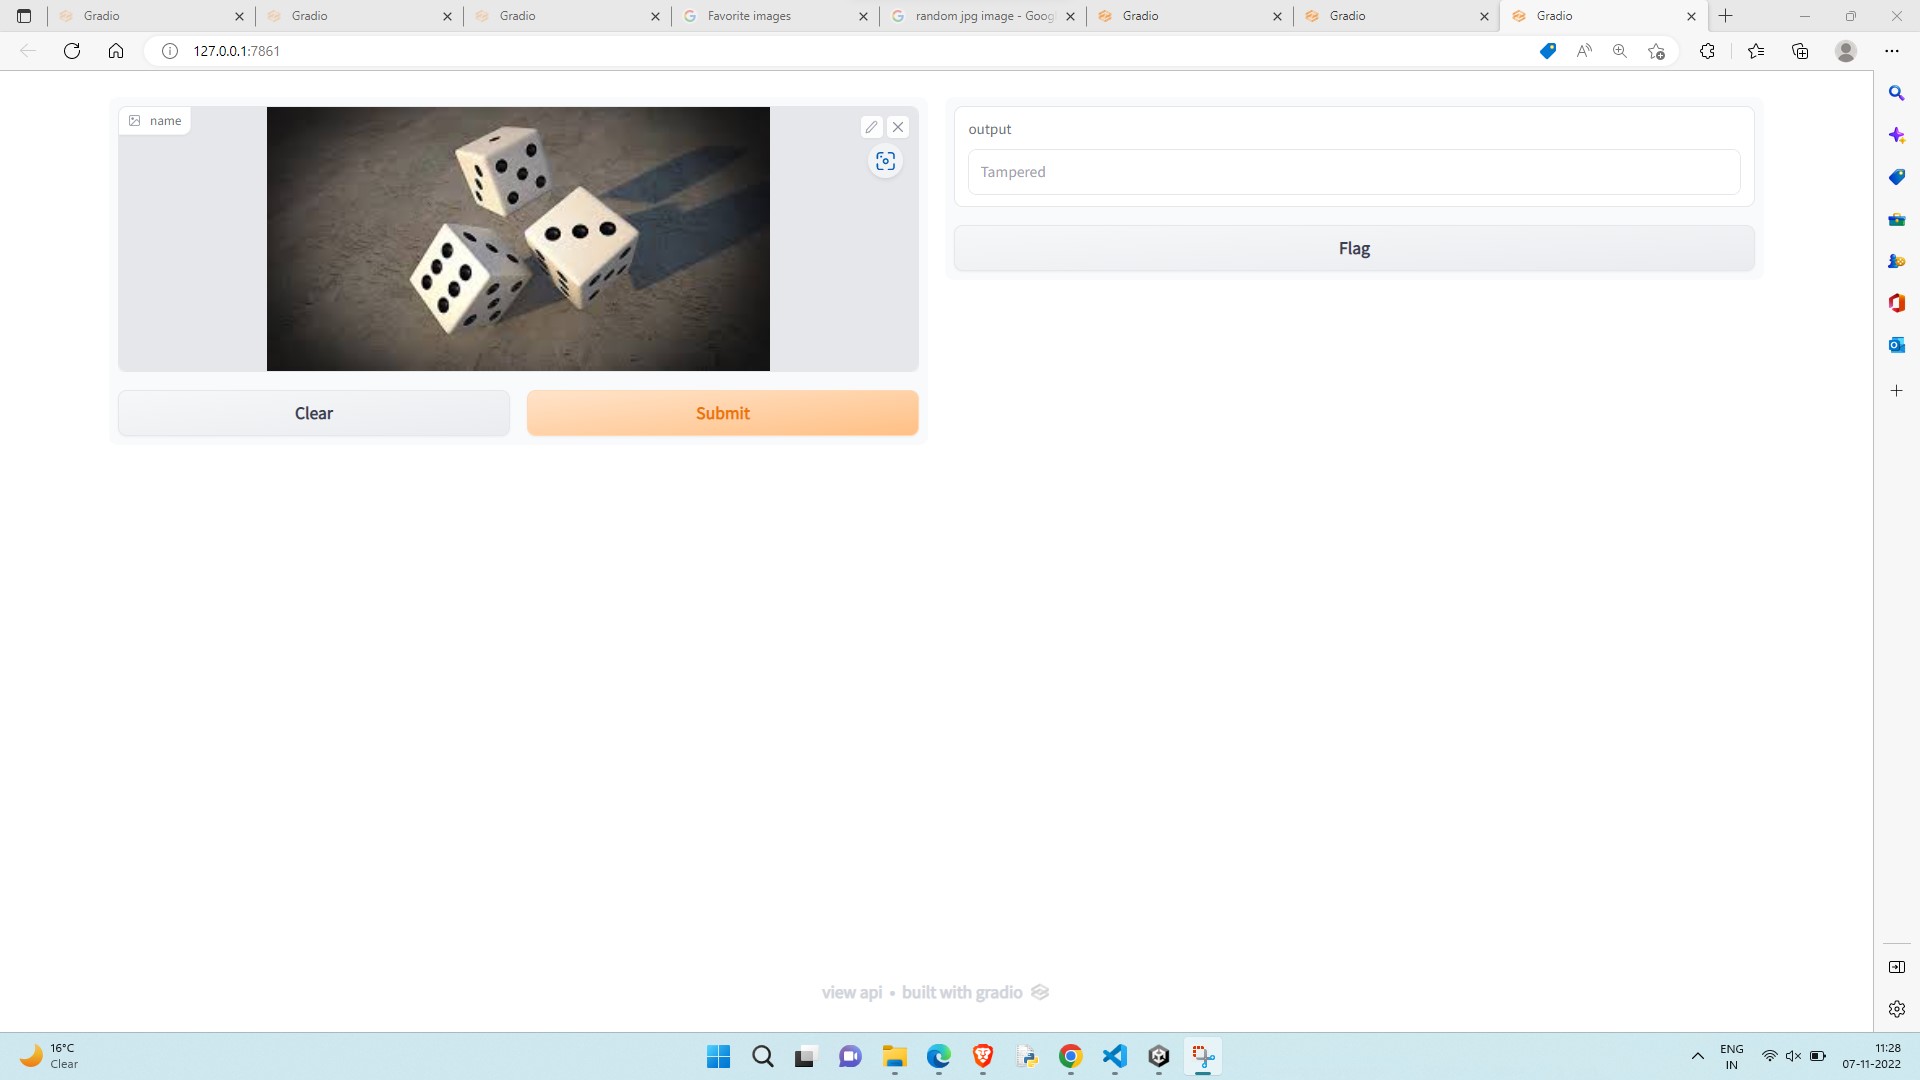 Gradio
Gradio
Gradio
Favorite images
random jpg image - Goog
Gradio
Gradio
Gradio
127.0.0.1:7861
name
output
Tampered
Flag
Clear
Submit
view api • built with gradio
16°C
Clear
ENG
IN
11:28
07-11-2022